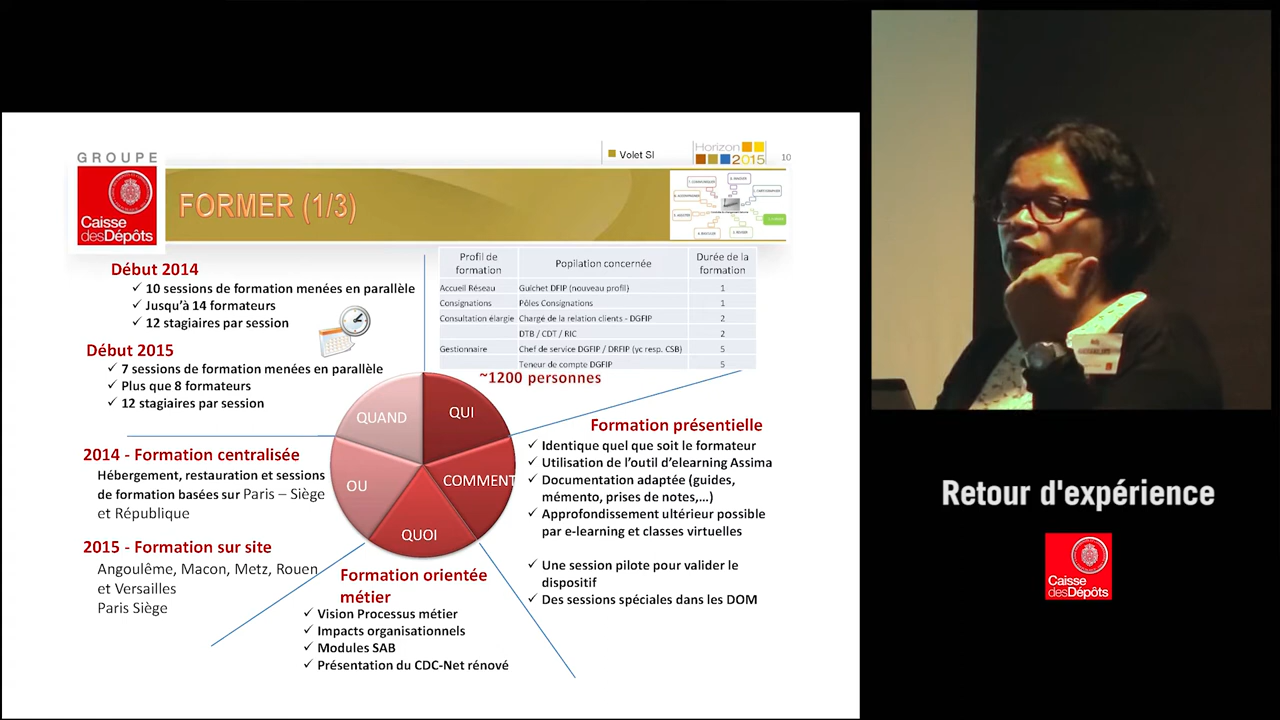 GROUPE
Caisse
desDépôts
Volet SI
Horizon
2015
10
FORMER (1/3)
Début 2014
✓ 10 sessions de formation menées en parallèle
✓ Jusqu'à 14 formateurs
✓ 12 stagiaires par session
Début 2015
✓ 7 sessions de formation menées en parallèle
✓ Plus que 8 formateurs
✓ 12 stagiaires par session
Profil de formation Popilation concernée Durée de la formation
Accueil Réseau Guichet DFIP (nouveau profil) 1
Consignations Pôles Consignations 1
Consultation élargie Chargé de la relation clients - DGFIP 2
DTB / CDT / RIC 2
Gestionnaire Chef de service DGFIP / DRFIP (yc resp. CSB) 5
Teneur de compte DGFIP 5
~1200 personnes
QUAND
QUI
OU
COMMENT
QUOI
2014 - Formation centralisée
Hébergement, restauration et sessions
de formation basées sur Paris – Siège
et République
2015 - Formation sur site
Angoulême, Macon, Metz, Rouen
et Versailles
Paris Siège
Formation présentielle
✓ Identique quel que soit le formateur
✓ Utilisation de l'outil d'elearning Assima
✓ Documentation adaptée (guides,
mémento, prises de notes,…)
✓ Approfondissement ultérieur possible
par e-learning et classes virtuelles
✓ Une session pilote pour valider le
dispositif
✓ Des sessions spéciales dans les DOM
Formation orientée
métier
✓ Vision Processus métier
✓ Impacts organisationnels
✓ Modules SAB
✓ Présentation du CDC-Net rénové
Retour d'expérience
Caisse
desDépôts